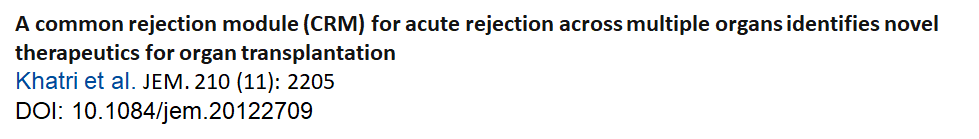 A common rejection module (CRM) for acute rejection across multiple organs identifies novel
therapeutics for organ transplantation
Khatri et al. JEM. 210 (11): 2205
DOI: 10.1084/jem.20122709